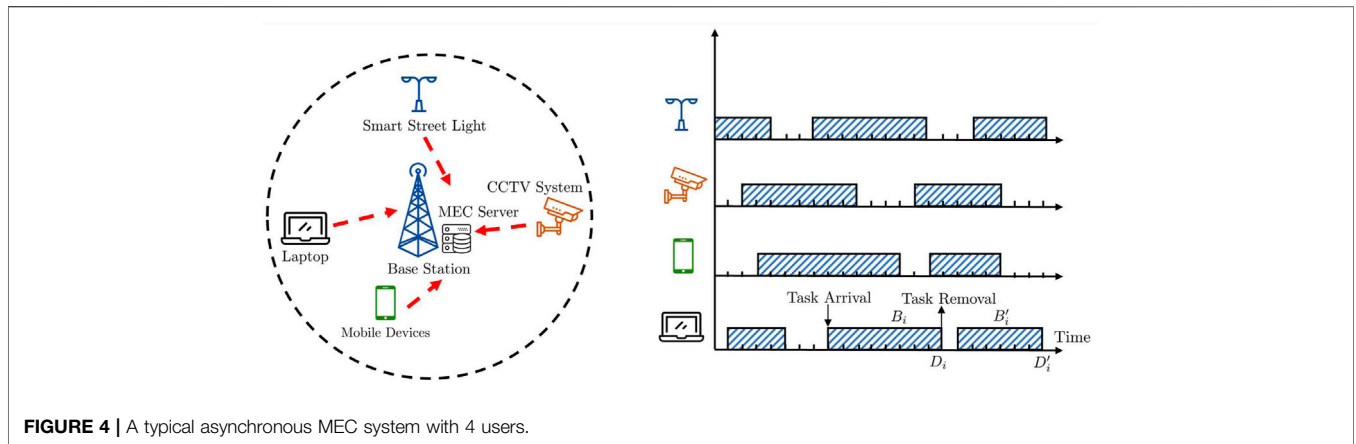 Smart Street Light
CCTV System
MEC Server
Laptop
Base Station
Mobile Devices
Task Arrival
Task Removal
B_i
B'_i
Time
D_i
D'_i
FIGURE 4 | A typical asynchronous MEC system with 4 users.